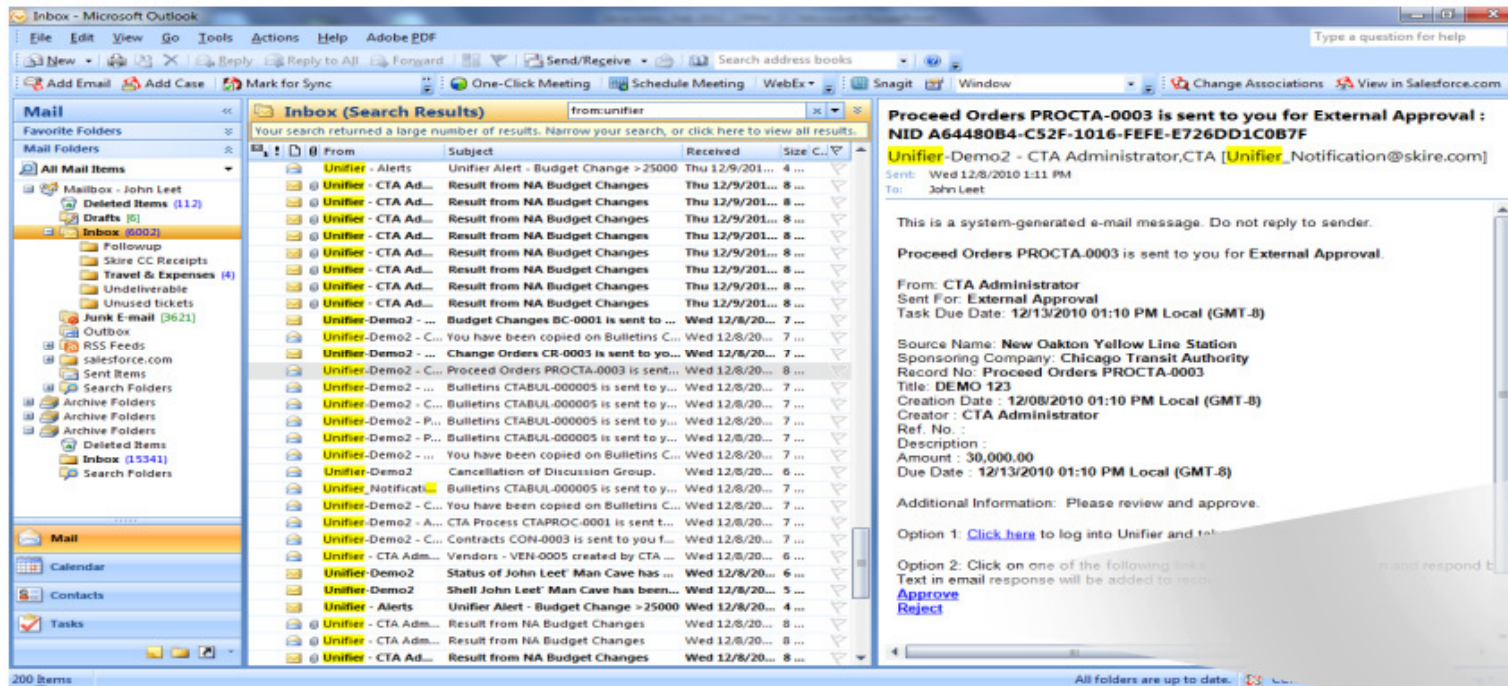 Inbox - Microsoft Outlook
File Edit View Go Tools Actions Help Adobe PDF
Type a question for help
New Reply Reply to All Forward Send/Receive Search address books
Add Email Add Case Mark for Sync One-Click Meeting Schedule Meeting WebEx Snagit Window Change Associations View in Salesforce.com
Mail
Favorite Folders
Mail Folders
All Mail Items
Mailbox - John Leet
Deleted Items (112)
Drafts [6]
Inbox (6002)
Followup
Skire CC Receipts
Travel & Expenses (4)
Undeliverable
Unused tickets
Junk E-mail [3621]
Outbox
RSS Feeds
salesforce.com
Sent Items
Search Folders
Archive Folders
Archive Folders
Archive Folders
Deleted Items
Inbox (15341)
Search Folders
Mail
Calendar
Contacts
Tasks
Inbox (Search Results) from:unifier
Your search returned a large number of results. Narrow your search, or click here to view all results.
From Subject Received Size C..
Unifier - Alerts Unifier Alert - Budget Change >25000 Thu 12/9/201... 4 ...
Unifier - CTA Ad... Result from NA Budget Changes Thu 12/9/201... 8 ...
Unifier - CTA Ad... Result from NA Budget Changes Thu 12/9/201... 8 ...
Unifier - CTA Ad... Result from NA Budget Changes Thu 12/9/201... 8 ...
Unifier - CTA Ad... Result from NA Budget Changes Thu 12/9/201... 8 ...
Unifier - CTA Ad... Result from NA Budget Changes Thu 12/9/201... 8 ...
Unifier - CTA Ad... Result from NA Budget Changes Thu 12/9/201... 8 ...
Unifier - CTA Ad... Result from NA Budget Changes Thu 12/9/201... 8 ...
Unifier - CTA Ad... Result from NA Budget Changes Thu 12/9/201... 8 ...
Unifier-Demo2 - ... Budget Changes BC-0001 is sent to ... Wed 12/8/20... 7 ...
Unifier-Demo2 - C... You have been copied on Bulletins C... Wed 12/8/20... 7 ...
Unifier-Demo2 - ... Change Orders CR-0003 is sent to yo... Wed 12/8/20... 7 ...
Unifier-Demo2 - C... Proceed Orders PROCTA-0003 is sent... Wed 12/8/20... 8 ...
Unifier-Demo2 - ... Bulletins CTABUL-000005 is sent to y... Wed 12/8/20... 7 ...
Unifier-Demo2 - C... Bulletins CTABUL-000005 is sent to y... Wed 12/8/20... 7 ...
Unifier-Demo2 - P... Bulletins CTABUL-000005 is sent to y... Wed 12/8/20... 7 ...
Unifier-Demo2 - P... Bulletins CTABUL-000005 is sent to y... Wed 12/8/20... 7 ...
Unifier-Demo2 - ... You have been copied on Bulletins C... Wed 12/8/20... 7 ...
Unifier-Demo2 Cancellation of Discussion Group. Wed 12/8/20... 6 ...
Unifier_Notificati... Bulletins CTABUL-000005 is sent to y... Wed 12/8/20... 7 ...
Unifier-Demo2 - C... You have been copied on Bulletins C... Wed 12/8/20... 7 ...
Unifier-Demo2 - A... CTA Process CTAPROC-0001 is sent t... Wed 12/8/20... 7 ...
Unifier-Demo2 - C... Contracts CON-0003 is sent to you f... Wed 12/8/20... 7 ...
Unifier - CTA Adm... Vendors - VEN-0005 created by CTA ... Wed 12/8/20... 6 ...
Unifier-Demo2 Status of John Leet' Man Cave has ... Wed 12/8/20... 6 ...
Unifier-Demo2 Shell John Leet' Man Cave has been... Wed 12/8/20... 5 ...
Unifier - Alerts Unifier Alert - Budget Change >25000 Wed 12/8/20... 4 ...
Unifier - CTA Adm... Result from NA Budget Changes Wed 12/8/20... 8 ...
Unifier - CTA Adm... Result from NA Budget Changes Wed 12/8/20... 8 ...
Unifier - CTA Ad... Result from NA Budget Changes Wed 12/8/20... 8 ...
Proceed Orders PROCTA-0003 is sent to you for External Approval :
NID A64480B4-C52F-1016-FEFE-E726DD1C0B7F
Unifier-Demo2 - CTA Administrator,CTA [Unifier_Notification@skire.com]
Sent: Wed 12/8/2010 1:11 PM
To: John Leet
This is a system-generated e-mail message. Do not reply to sender.
Proceed Orders PROCTA-0003 is sent to you for External Approval.
From: CTA Administrator
Sent For: External Approval
Task Due Date: 12/13/2010 01:10 PM Local (GMT-8)
Source Name: New Oakton Yellow Line Station
Sponsoring Company: Chicago Transit Authority
Record No: Proceed Orders PROCTA-0003
Title: DEMO 123
Creation Date : 12/08/2010 01:10 PM Local (GMT-8)
Creator : CTA Administrator
Ref. No. :
Description :
Amount : 30,000.00
Due Date : 12/13/2010 01:10 PM Local (GMT-8)
Additional Information: Please review and approve.
Option 1: Click here to log into Unifier and
Option 2: Click on one of the following links and respond
Text in email response will be added to
Approve
Reject
200 Items
All folders are up to date.